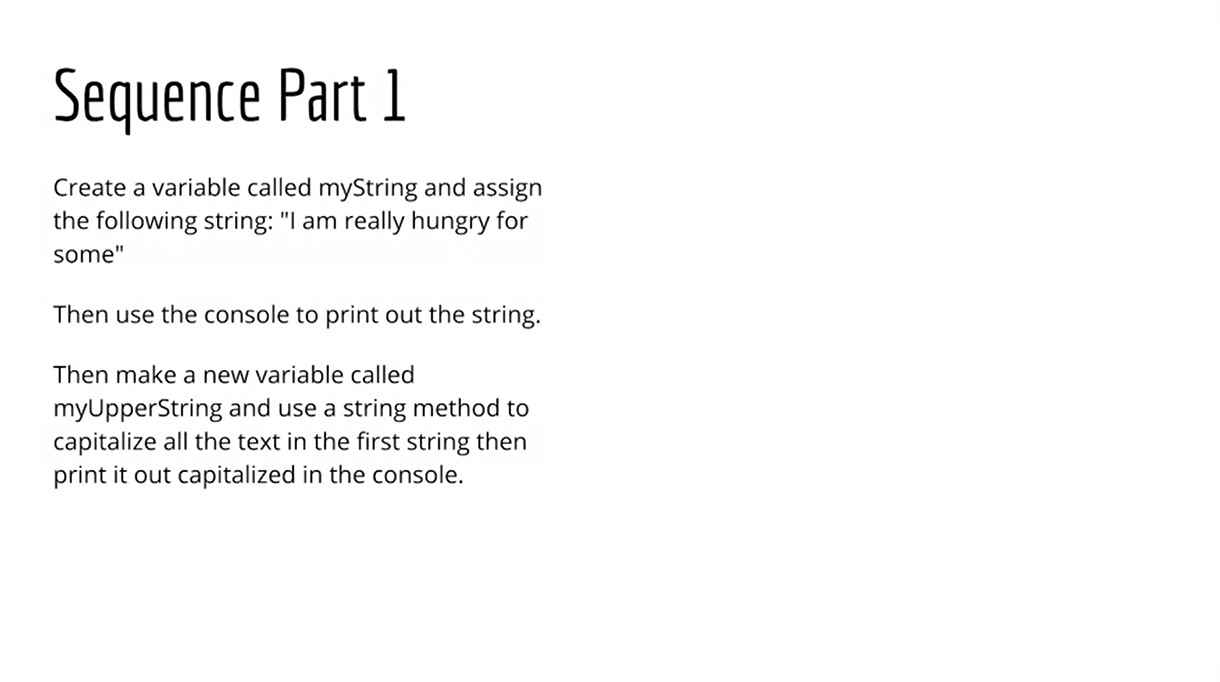 Sequence Part 1
Create a variable called myString and assign
the following string: "I am really hungry for
some"
Then use the console to print out the string.
Then make a new variable called
myUpperString and use a string method to
capitalize all the text in the first string then
print it out capitalized in the console.